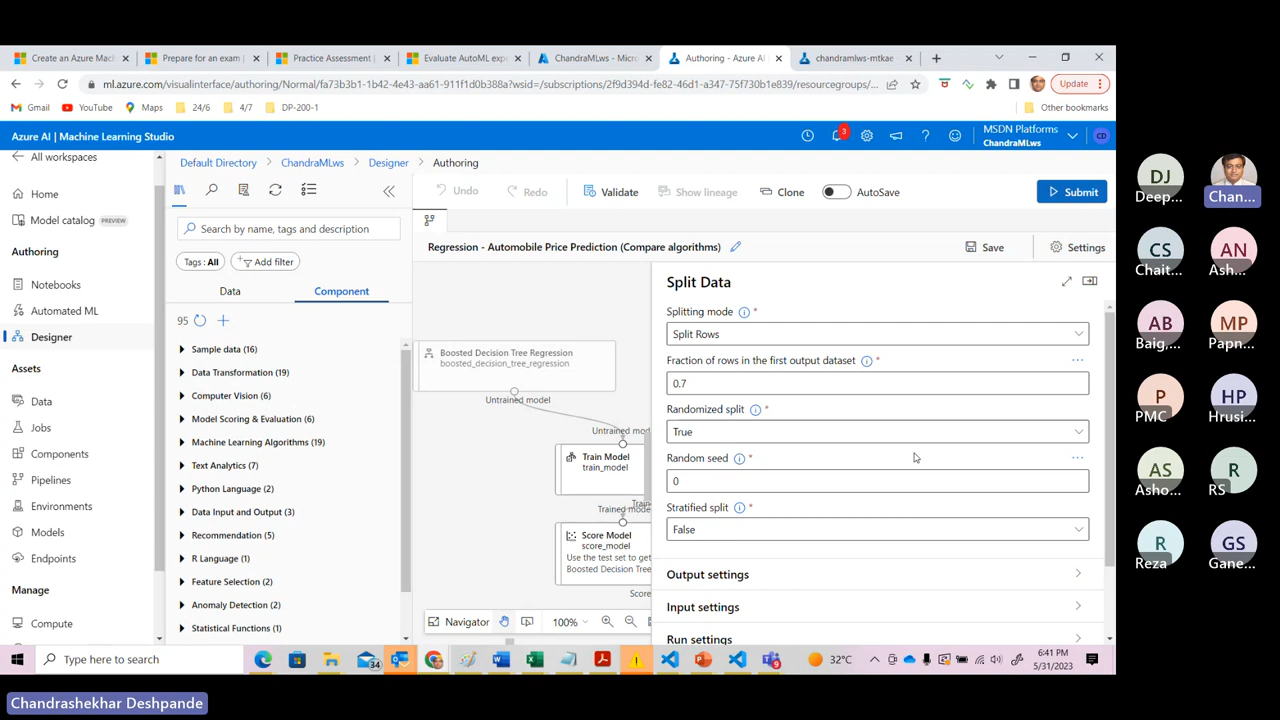 Create an Azure Mac
Prepare for an exam |
Practice Assessment |
Evaluate AutoML exp
ChandraMLws - Micro
Authoring - Azure AI
chandramlws-mtkae
ml.azure.com/visualinterface/authoring/Normal/fa73b3b1-1b42-4e43-aa61-911f1d0b388a?wsid=/subscriptions/2f9d394d-fe82-46d1-a347-75f730b1e839/resourcegroups/...
Update
Gmail
YouTube
Maps
24/6
4/7
DP-200-1
Other bookmarks
Azure AI | Machine Learning Studio
3
MSDN Platforms
ChandraMLws
CD
All workspaces
Default Directory > ChandraMLws > Designer > Authoring
Home
Model catalog PREVIEW
Authoring
Notebooks
Automated ML
Designer
Assets
Data
Jobs
Components
Pipelines
Environments
Models
Endpoints
Manage
Compute
Undo
Redo
Validate
Show lineage
Clone
AutoSave
Submit
Search by name, tags and description
Tags : All
Add filter
Data
Component
95
Sample data (16)
Data Transformation (19)
Computer Vision (6)
Model Scoring & Evaluation (6)
Machine Learning Algorithms (19)
Text Analytics (7)
Python Language (2)
Data Input and Output (3)
Recommendation (5)
R Language (1)
Feature Selection (2)
Anomaly Detection (2)
Statistical Functions (1)
Regression - Automobile Price Prediction (Compare algorithms)
Save
Settings
Boosted Decision Tree Regression
boosted_decision_tree_regression
Untrained model
Untrained mod
Train Model
train_model
Train
Trained mode
Score Model
score_model
Use the test set to get
Boosted Decision Tree
Score
Navigator
100%
Split Data
Splitting mode
Split Rows
Fraction of rows in the first output dataset *
0.7
Randomized split *
True
Random seed *
0
Stratified split *
False
Output settings
Input settings
Run settings
Type here to search
34
9
32°C
6:41 PM
5/31/2023
DJ
Deep...
Chan...
CS
Chait...
AN
Ash...
AB
Baig,...
MP
Papn...
P
PMC
HP
Hrusi...
AS
Asho...
R
RS
R
Reza
GS
Gane...
Chandrashekhar Deshpande